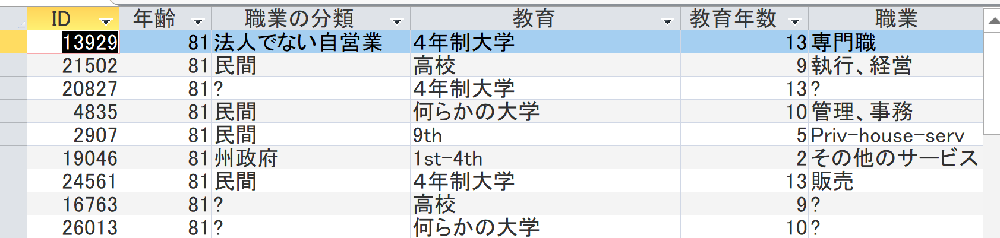 ID 年齢 職業の分類 教育 教育年数 職業
13929 81 法人でない自営業 ４年制大学 13 専門職
21502 81 民間 高校 9 執行、経営
20827 81 ? ４年制大学 13 ?
4835 81 民間 何らかの大学 10 管理、事務
2907 81 民間 9th 5 Priv-house-serv
19046 81 州政府 1st-4th 2 その他のサービス
24561 81 民間 ４年制大学 13 販売
16763 81 ? 高校 9 ?
26013 81 ? 何らかの大学 10 ?